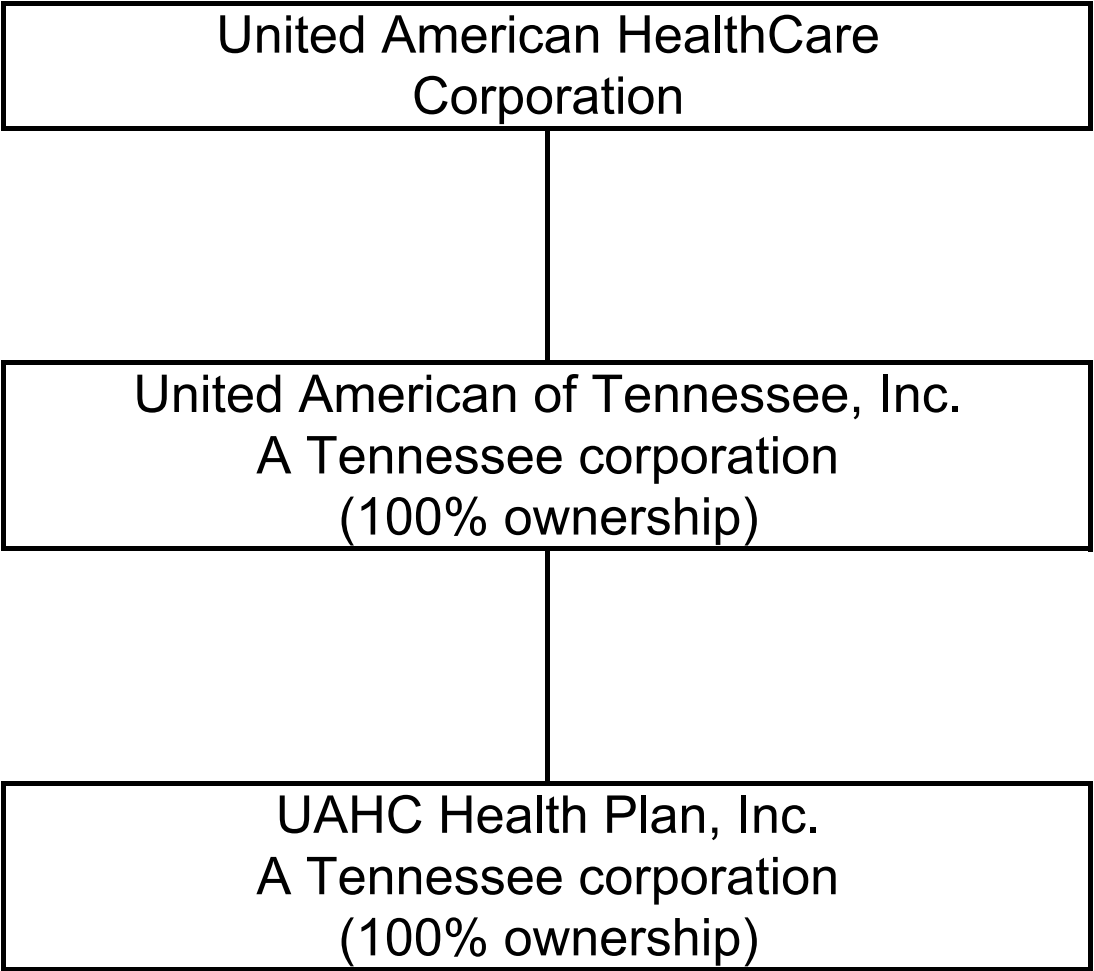 United American HealthCare
Corporation
United American of Tennessee, Inc.
A Tennessee corporation
(100% ownership)
UAHC Health Plan, Inc.
A Tennessee corporation
(100% ownership)